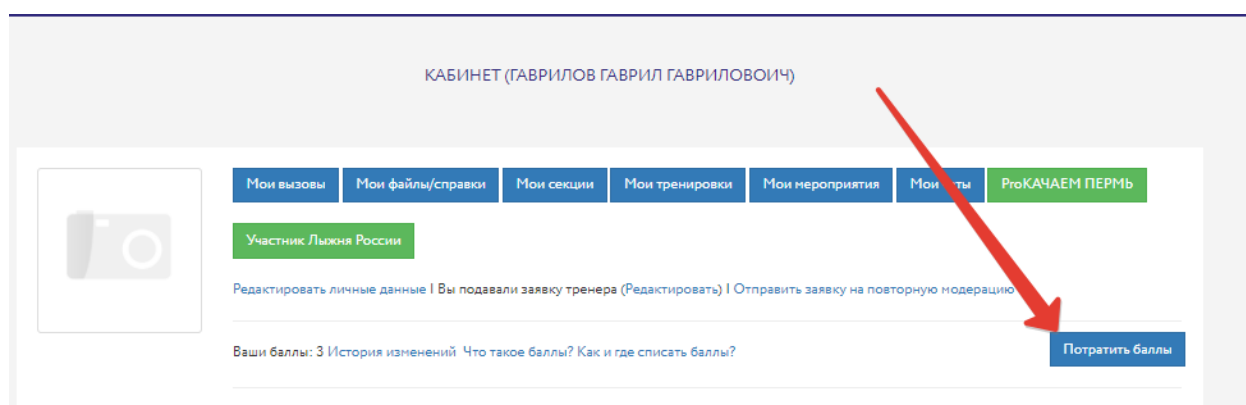 КАБИНЕТ (ГАВРИЛОВ ГАВРИЛ ГАВРИЛОВОИЧ)
Мои вызовы Мои файлы/справки Мои секции Мои тренировки Мои мероприятия Мои ProКАЧАЕМ ПЕРМЬ
Участник Лыжня России
Редактировать личные данные | Вы подавали заявку тренера (Редактировать) | Отправить заявку на повторную модерацию
Ваши баллы: 3 История изменений Что такое баллы? Как и где списать баллы?
Потратить баллы